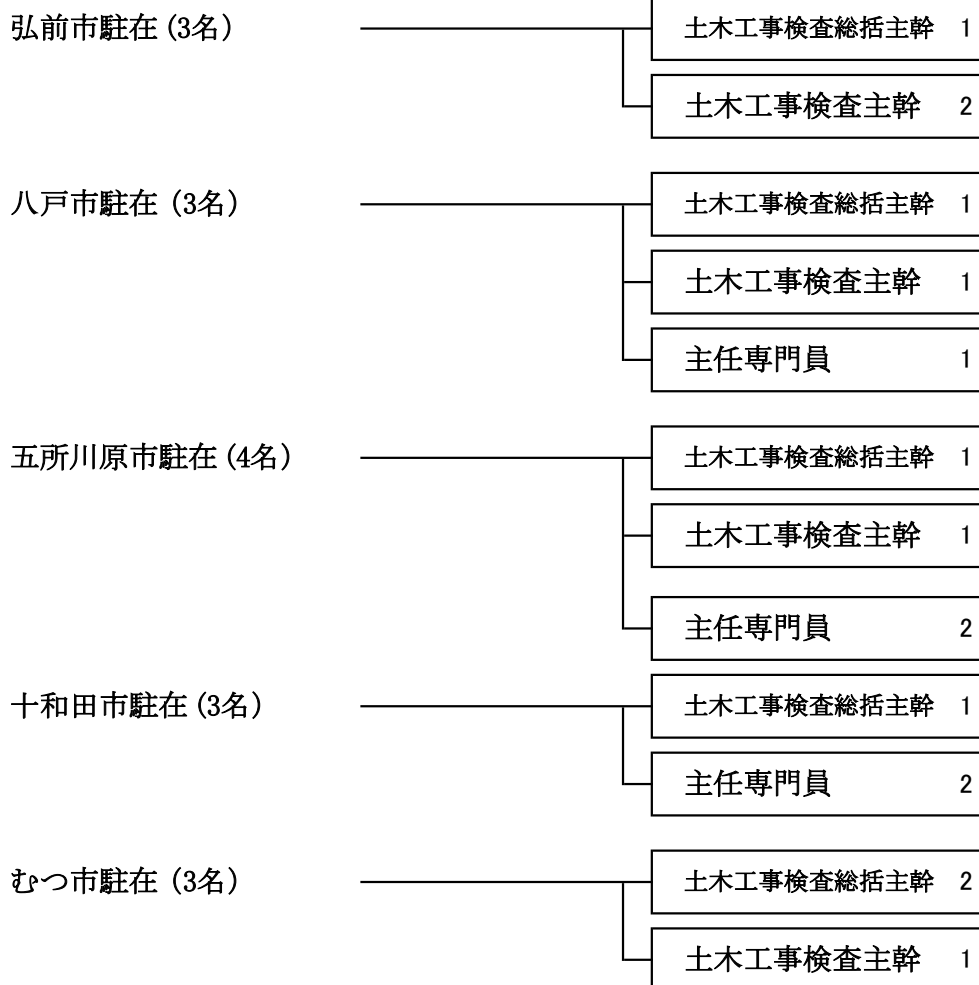 弘前市駐在(3名) 土木工事検査総括主幹 1
土木工事検査主幹 2
八戸市駐在(3名) 土木工事検査総括主幹 1
土木工事検査主幹 1
主任専門員 1
五所川原市駐在(4名) 土木工事検査総括主幹 1
土木工事検査主幹 1
主任専門員 2
十和田市駐在(3名) 土木工事検査総括主幹 1
主任専門員 2
むつ市駐在(3名) 土木工事検査総括主幹 2
土木工事検査主幹 1